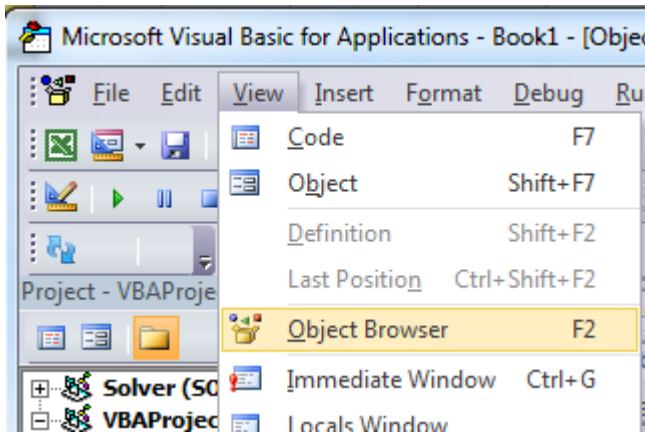 Microsoft Visual Basic for Applications - Book1 - [Objec
File Edit View Insert Format Debug Ru
Code F7
Object Shift+F7
Definition Shift+F2
Last Position Ctrl+Shift+F2
Project - VBAProje
Object Browser F2
Immediate Window Ctrl+G
Solver (SO
Locals Window
VBAProjec